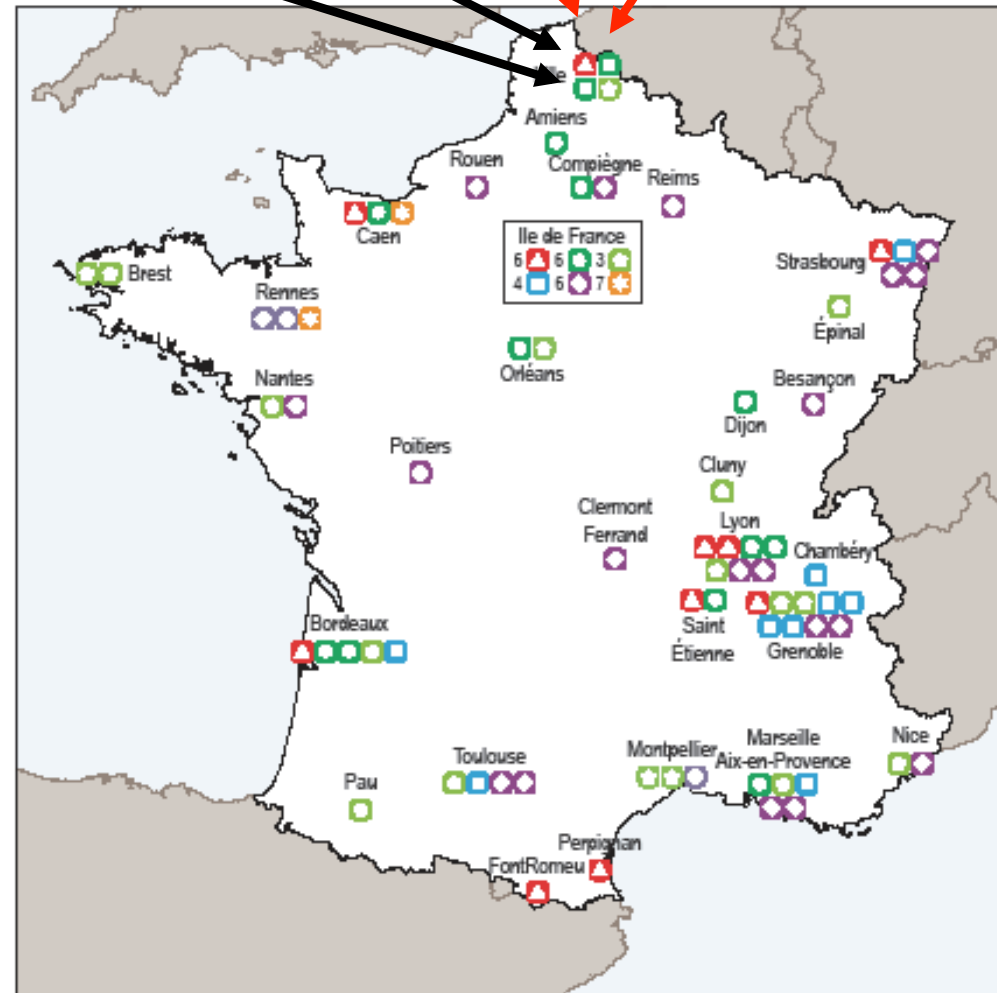 Amiens
Rouen
Compiègne
Reims
Caen
Ile de France
6 6 3
4 6 7
Strasbourg
Brest
Rennes
Épinal
Orléans
Nantes
Besançon
Dijon
Poitiers
Cluny
Clermont
Ferrand
Lyon
Chambéry
Saint
Étienne
Grenoble
Bordeaux
Nice
Marseille
Aix-en-Provence
Montpellier
Toulouse
Pau
Perpignan
FontRomeu